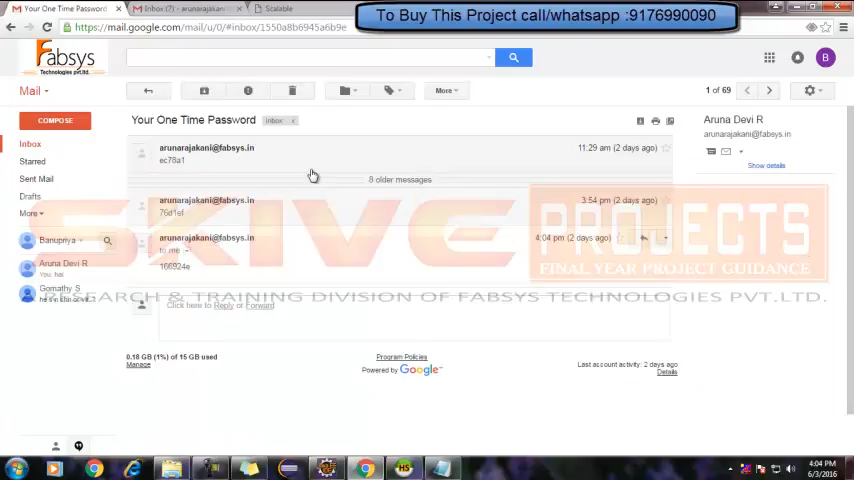 Your One Time Password
Inbox (7) - arunarajakani@
Scalable
To Buy This Project call/whatsapp :9176990090
https://mail.google.com/mail/u/0/#inbox/1550a8b6945a6b9e
Fabsys
Technologies pvt.ltd.
Mail
More
1 of 69
COMPOSE
Your One Time Password
Inbox x
Aruna Devi R
arunarajakani@fabsys.in
Show details
Inbox
Starred
Sent Mail
Drafts
More
arunarajakani@fabsys.in
11:29 am (2 days ago)
ec78a1
8 older messages
arunarajakani@fabsys.in
3:54 pm (2 days ago)
76d1ef
arunarajakani@fabsys.in
4:04 pm (2 days ago)
to me
166924e
SKIVE PROJECTS
FINAL YEAR PROJECT GUIDANCE
RESEARCH & TRAINING DIVISION OF FABSYS TECHNOLOGIES PVT.LTD.
Banupriya
Aruna Devi R
You: hai
Gomathy S
Click here to Reply or Forward
0.18 GB (1%) of 15 GB used
Manage
Program Policies
Powered by Google
Last account activity: 2 days ago
Details
HS
4:04 PM
6/3/2016